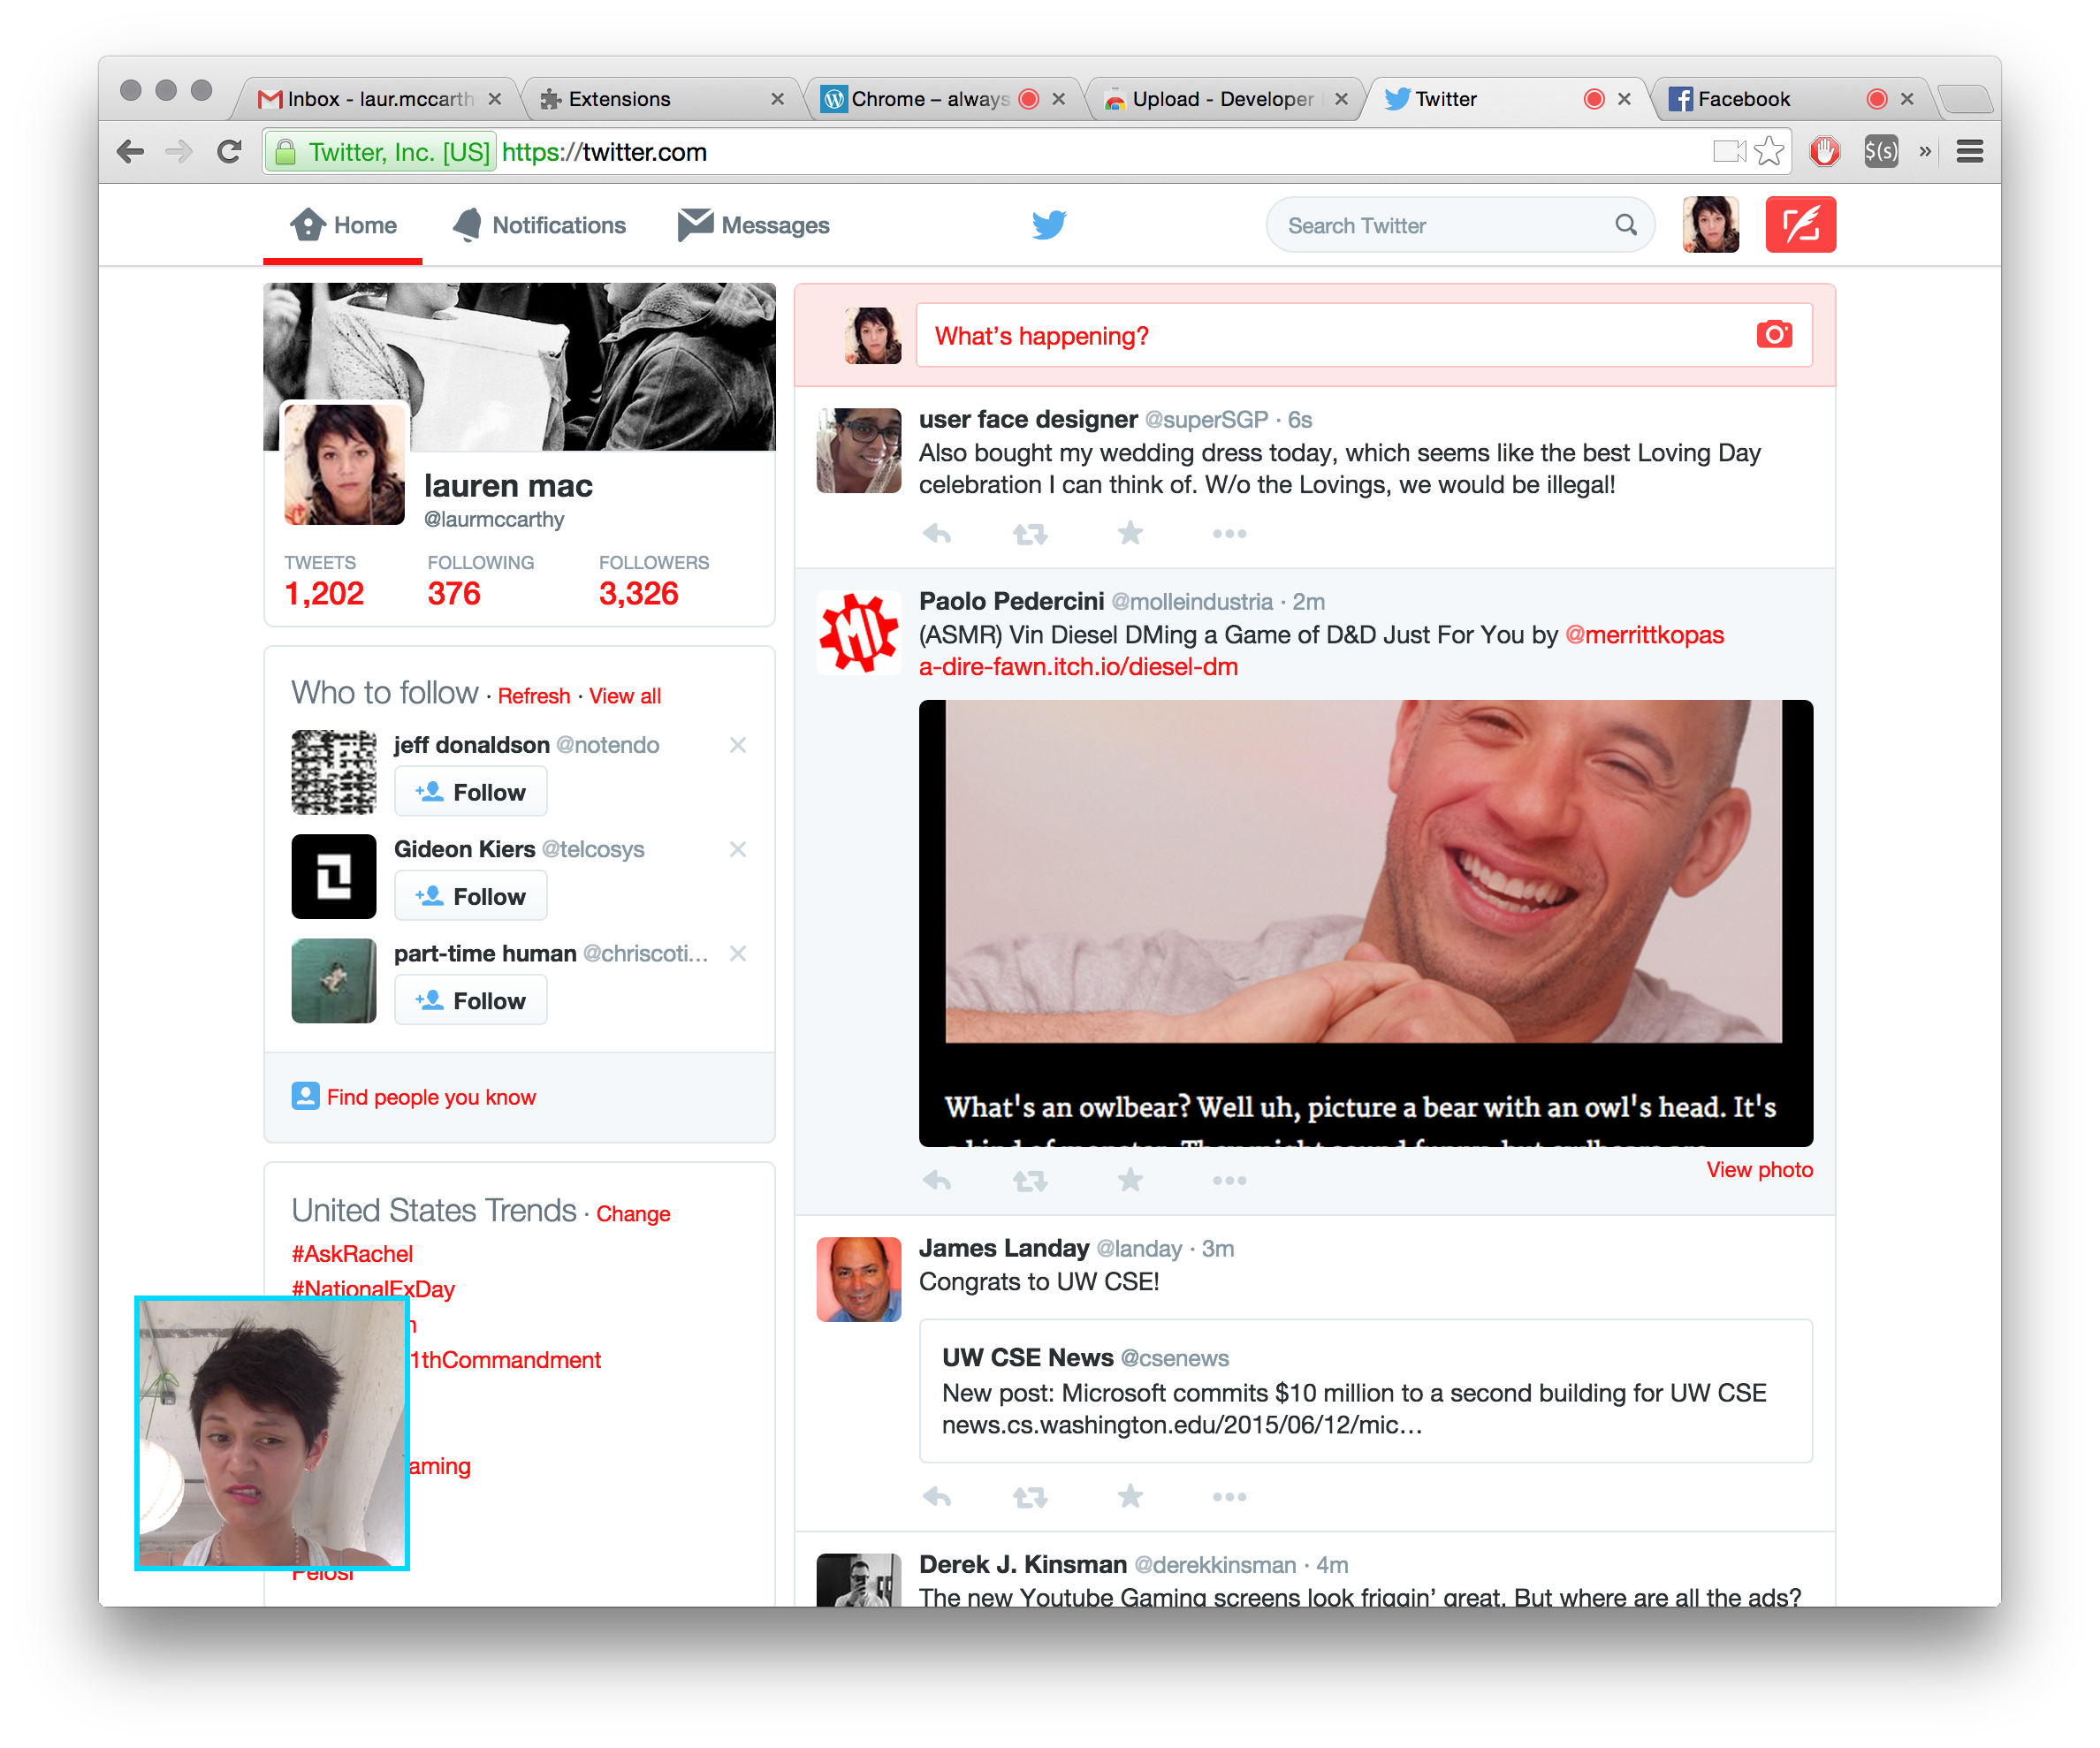 Inbox - laur.mccarth
Extensions
Chrome – always
Upload - Developer
Twitter
Facebook
Twitter, Inc. [US] https://twitter.com
$(s)
»
Home
Notifications
Messages
Search Twitter
lauren mac
@laurmccarthy
TWEETS FOLLOWING FOLLOWERS
1,202 376 3,326
Who to follow · Refresh · View all
jeff donaldson @notendo
Follow
Gideon Kiers @telcosys
Follow
part-time human @chriscoti...
Follow
Find people you know
United States Trends · Change
#AskRachel
#NationalExDay
1thCommandment
aming
Pelosi
What's happening?
user face designer @superSGP · 6s
Also bought my wedding dress today, which seems like the best Loving Day
celebration I can think of. W/o the Lovings, we would be illegal!
Paolo Pedercini @molleindustria · 2m
(ASMR) Vin Diesel DMing a Game of D&D Just For You by @merrittkopas
a-dire-fawn.itch.io/diesel-dm
What's an owlbear? Well uh, picture a bear with an owl's head. It's
View photo
James Landay @landay · 3m
Congrats to UW CSE!
UW CSE News @csenews
New post: Microsoft commits $10 million to a second building for UW CSE
news.cs.washington.edu/2015/06/12/mic...
Derek J. Kinsman @derekkinsman · 4m
The new Youtube Gaming screens look friggin' great. But where are all the ads?